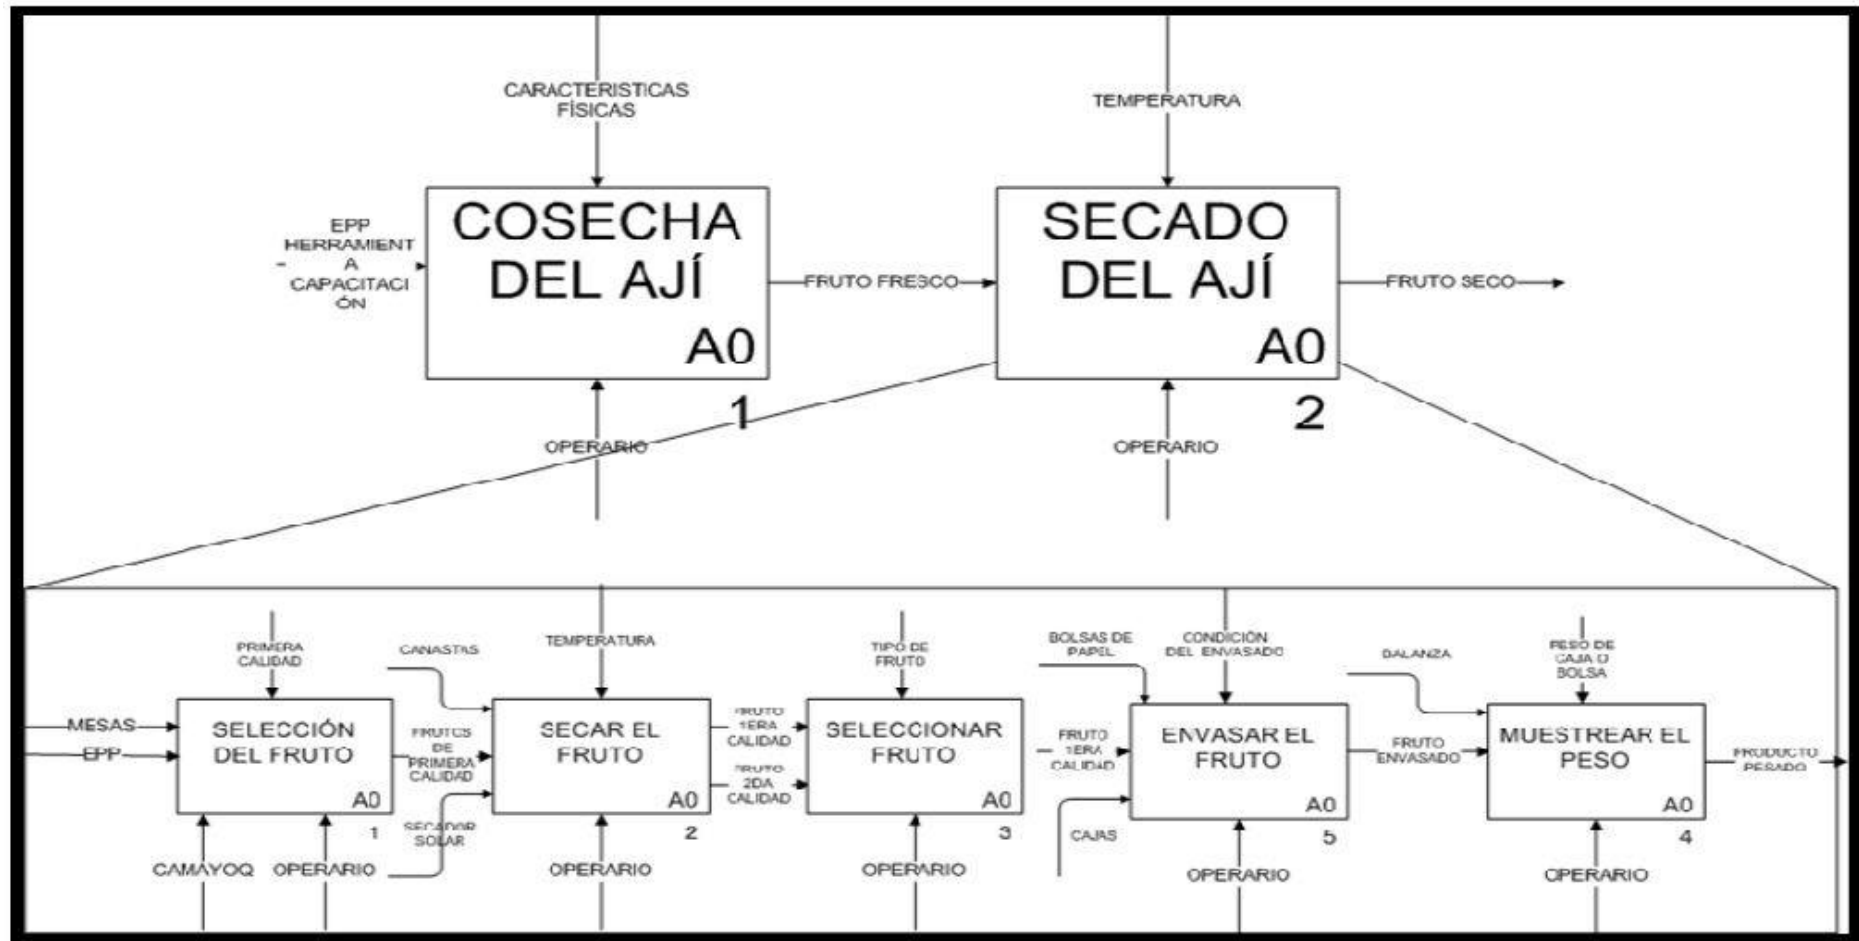 CARACTERISTICAS
FÍSICAS
TEMPERATURA
EPP
HERRAMIENT
A
CAPACITACI
ÓN
COSECHA
DEL AJÍ
A0
1
FRUTO FRESCO
SECADO
DEL AJÍ
A0
2
FRUTO SECO
OPERARIO
OPERARIO
PRIMERA
CALIDAD
CANASTAS
TEMPERATURA
TIPO DE
FRUTO
BOLSAS DE
PAPEL
CONDICIÓN
DEL ENVASADO
BALANZA
PESO DE
CAJA O
BOLSA
MESAS
EPP
SELECCIÓN
DEL FRUTO
A0
1
FRUTOS
DE
PRIMERA
CALIDAD
SECADOR
SOLAR
SECAR EL
FRUTO
A0
2
FRUTO
1ERA
CALIDAD
FRUTO
2DA
CALIDAD
SELECCIONAR
FRUTO
A0
3
FRUTO
1ERA
CALIDAD
CAJAS
ENVASAR EL
FRUTO
A0
5
FRUTO
ENVASADO
MUESTREAR EL
PESO
A0
4
PRODUCTO
PESADO
CAMAYOQ
OPERARIO
OPERARIO
OPERARIO
OPERARIO
OPERARIO